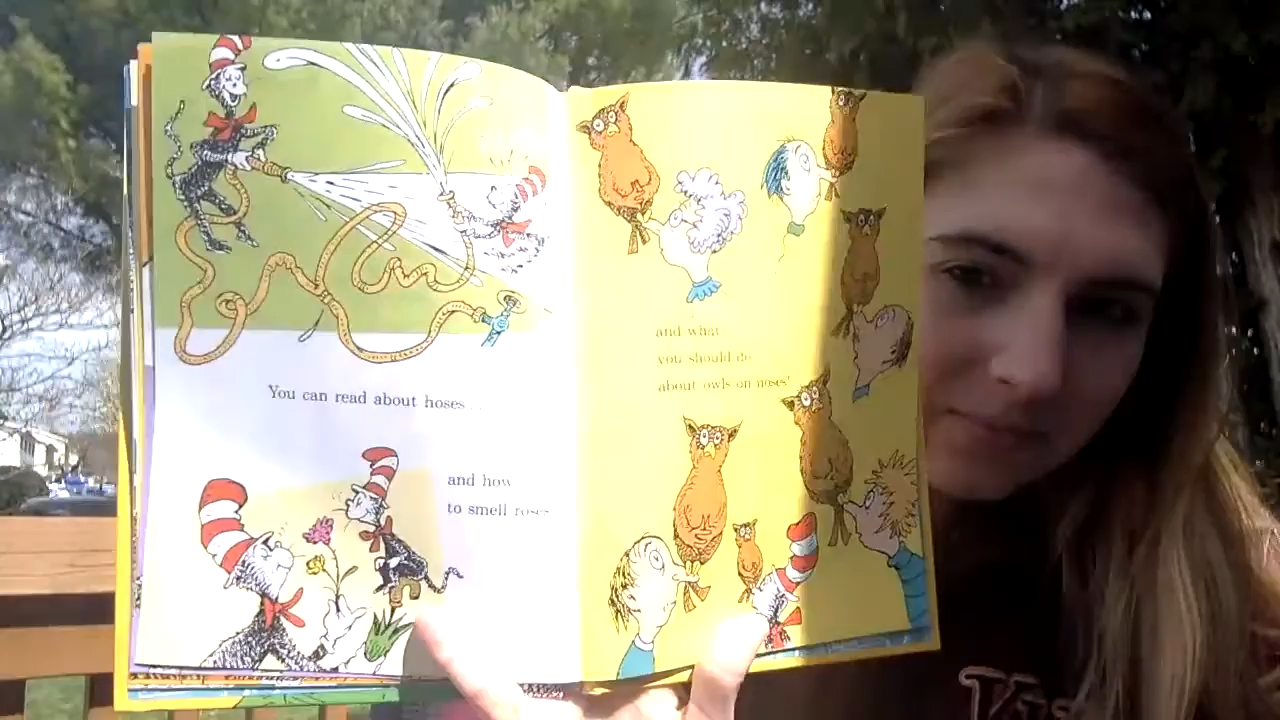 You can read about hoses . . .
and how
to smell roses
and what
you should do
about owls on noses!